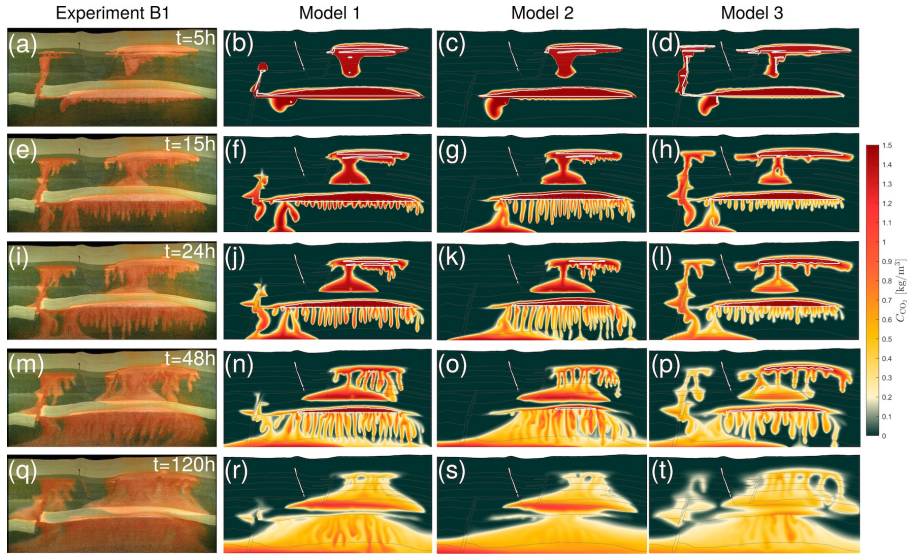 Experiment B1 Model 1 Model 2 Model 3
(a) t=5h (b) (c) (d)
(e) t=15h (f) (g) (h)
(i) t=24h (j) (k) (l)
(m) t=48h (n) (o) (p)
(q) t=120h (r) (s) (t)
1.5
1.4
1.3
1.2
1.1
1
0.9
0.8
0.7
0.6
0.5
0.4
0.3
0.2
0.1
0
C_CO₂ [kg/m³]